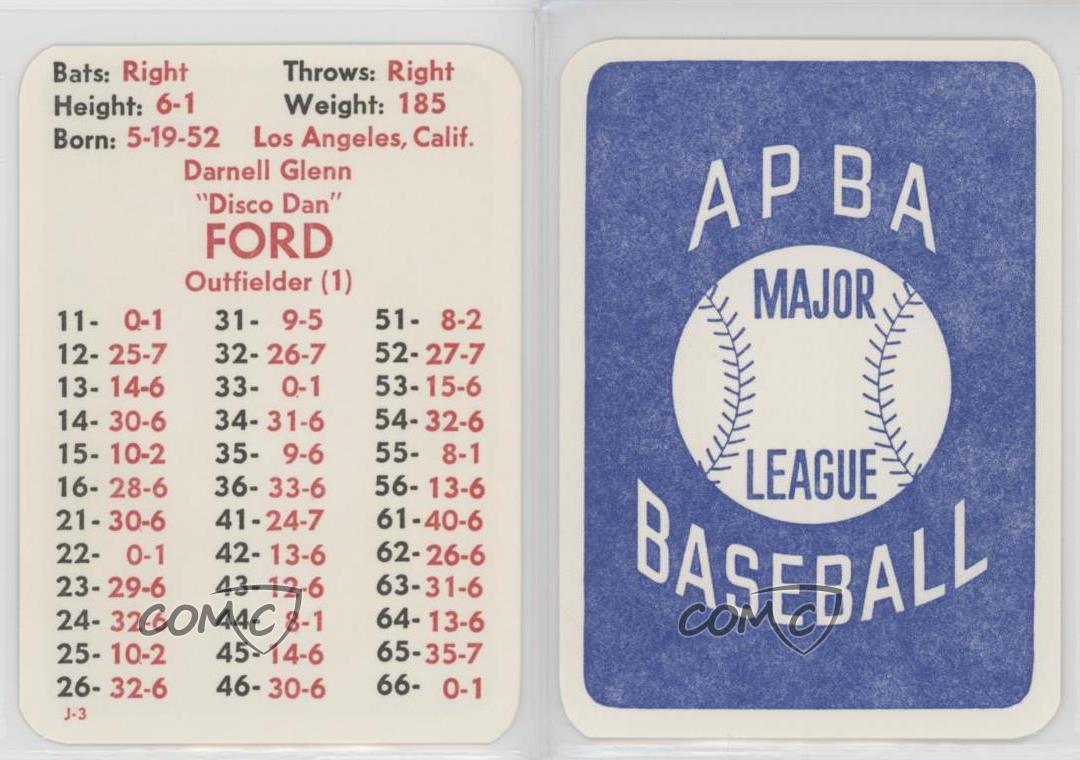 Bats: Right Throws: Right
Height: 6-1 Weight: 185
Born: 5-19-52 Los Angeles, Calif.
Darnell Glenn
"Disco Dan"
FORD
Outfielder (1)
11- 0-1 31- 9-5 51- 8-2
12- 25-7 32- 26-7 52- 27-7
13- 14-6 33- 0-1 53- 15-6
14- 30-6 34- 31-6 54- 32-6
15- 10-2 35- 9-6 55- 8-1
16- 28-6 36- 33-6 56- 13-6
21- 30-6 41- 24-7 61- 40-6
22- 0-1 42- 13-6 62- 26-6
23- 29-6 43- 12-6 63- 31-6
24- 32-6 44- 8-1 64- 13-6
25- 10-2 45- 14-6 65- 35-7
26- 32-6 46- 30-6 66- 0-1
J-3
COMC
APBA
MAJOR
LEAGUE
BASEBALL
COMC